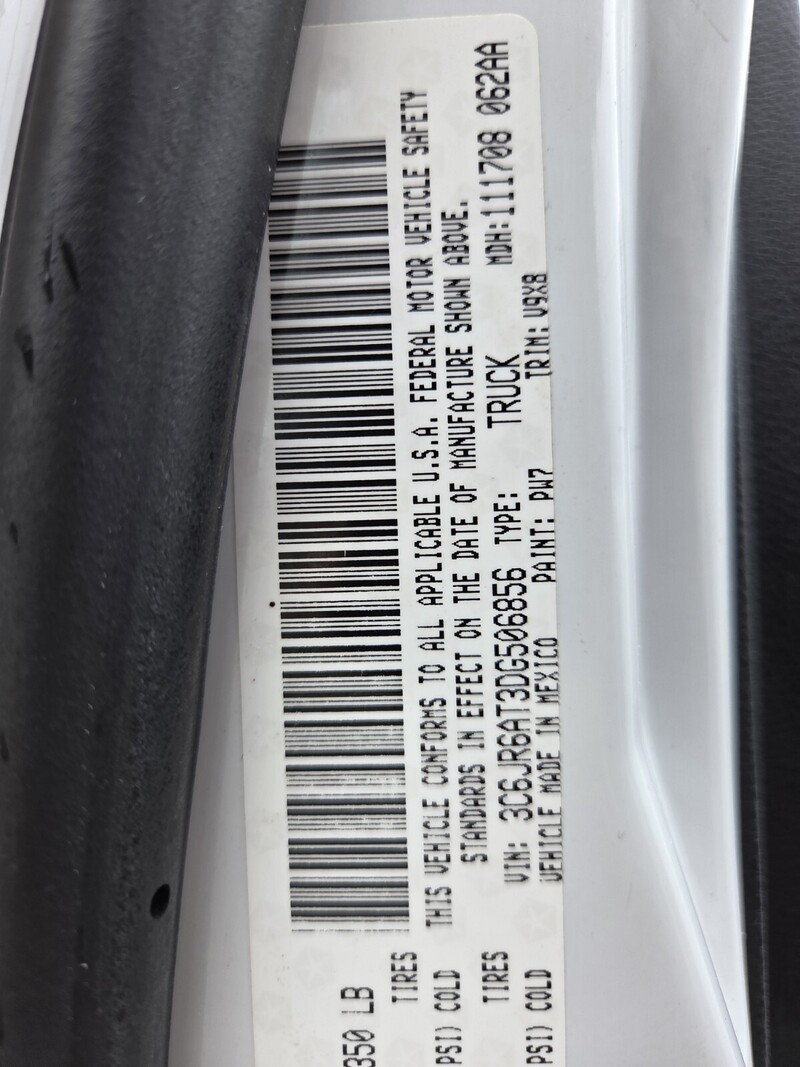 350 LB
TIRES
PSI) COLD
TIRES
PSI) COLD
THIS VEHICLE CONFORMS TO ALL APPLICABLE U.S.A. FEDERAL MOTOR VEHICLE SAFETY
STANDARDS IN EFFECT ON THE DATE OF MANUFACTURE SHOWN ABOVE.
VIN: 3C6JR6AT3DG506856 TYPE: TRUCK MDH:111708 062AA
VEHICLE MADE IN MEXICO PAINT: PW7 TRIM: V9X8